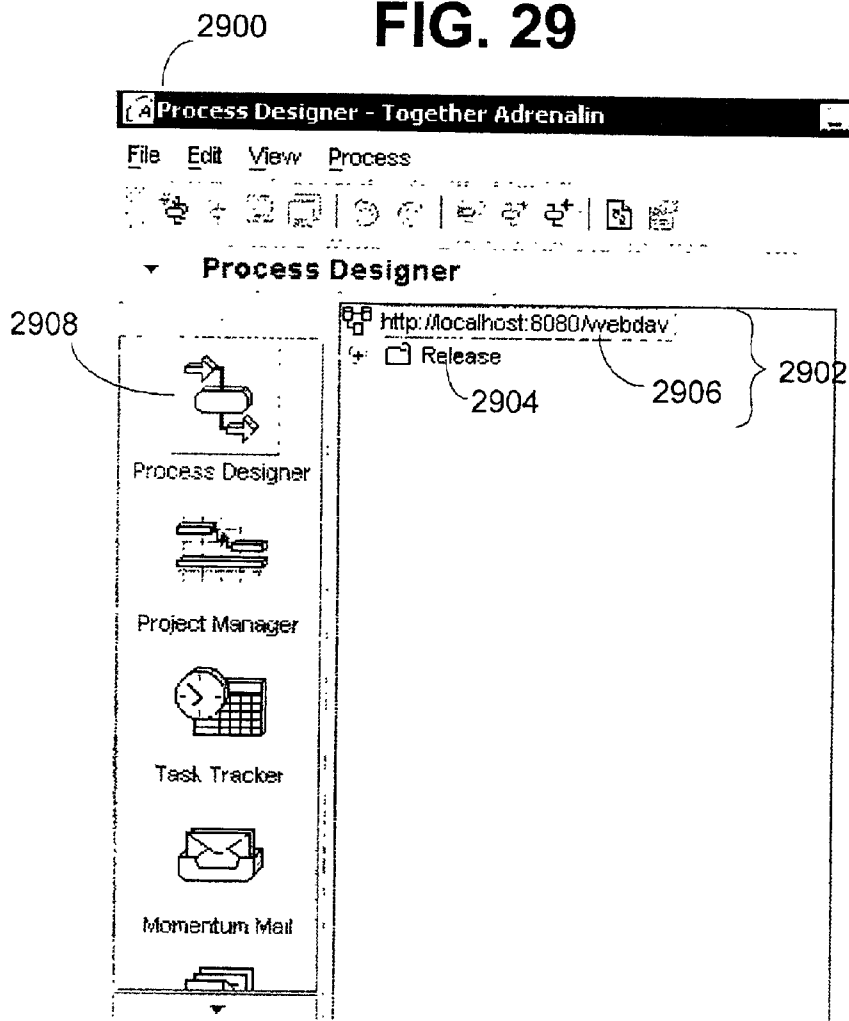 FIG. 29
2900
Process Designer - Together Adrenalin
File Edit View Process
Process Designer
2908
http://localhost:8080/webdav
Release
2904
2906
2902
Process Designer
Project Manager
Task Tracker
Momentum Mail